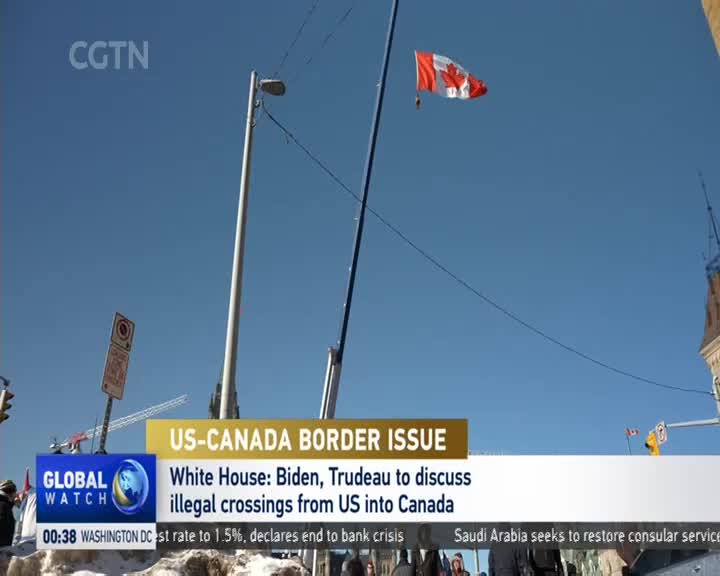 CGTN
US-CANADA BORDER ISSUE
White House: Biden, Trudeau to discuss
illegal crossings from US into Canada
GLOBAL
WATCH
00:38 WASHINGTON DC
est rate to 1.5%, declares end to bank crisis Saudi Arabia seeks to restore consular service